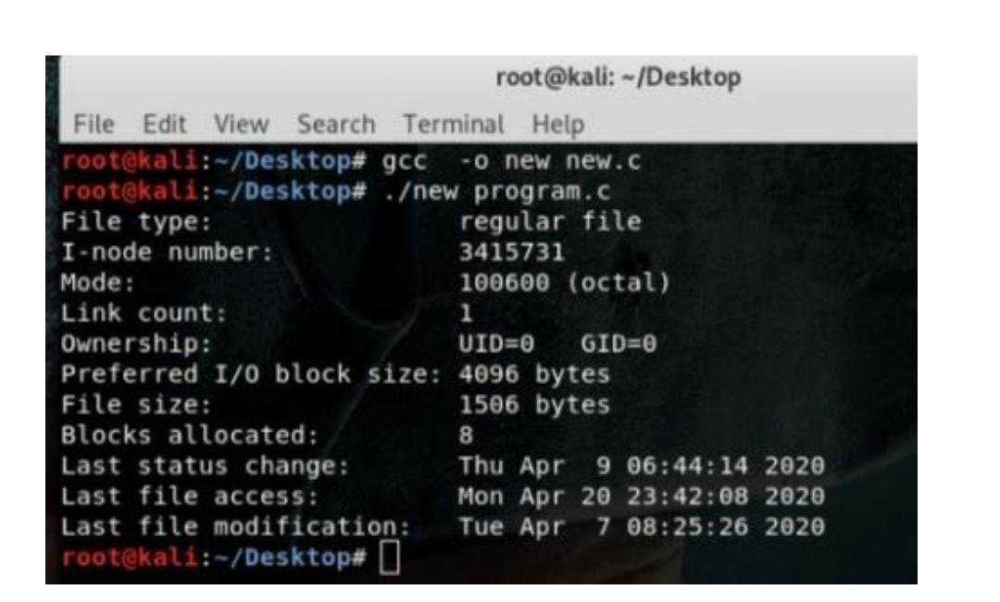 root@kali: ~/Desktop
File Edit View Search Terminal Help
root@kali:~/Desktop# gcc  -o new new.c
root@kali:~/Desktop# ./new program.c
File type:                regular file
I-node number:            3415731
Mode:                     100600 (octal)
Link count:               1
Ownership:                UID=0   GID=0
Preferred I/O block size: 4096 bytes
File size:                1506 bytes
Blocks allocated:         8
Last status change:       Thu Apr  9 06:44:14 2020
Last file access:         Mon Apr 20 23:42:08 2020
Last file modification:   Tue Apr  7 08:25:26 2020
root@kali:~/Desktop#